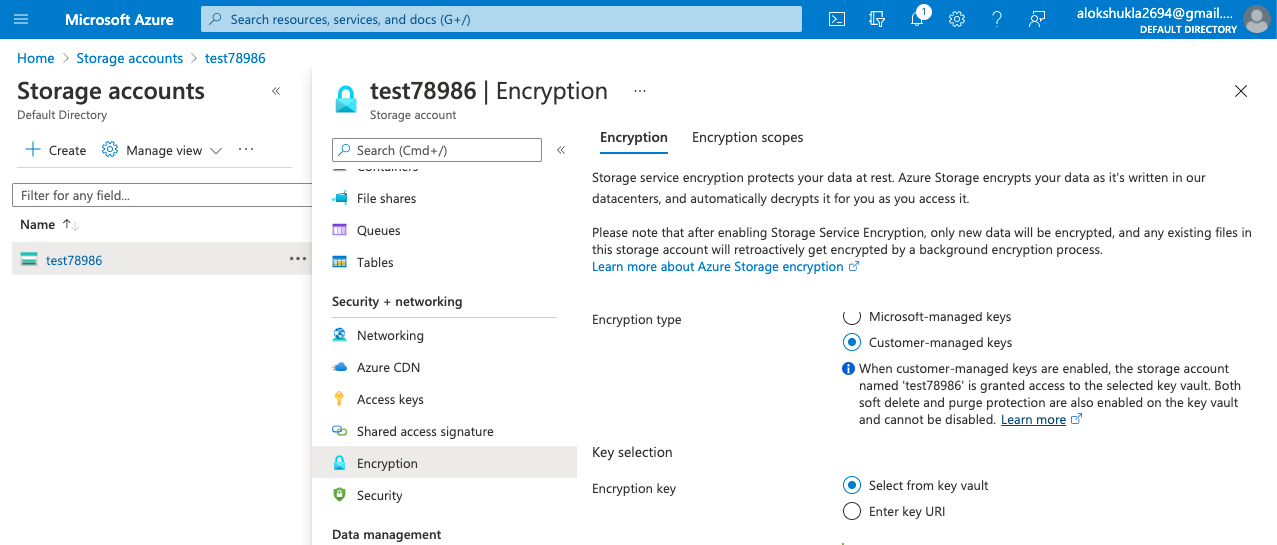 Microsoft Azure
Search resources, services, and docs (G+/)
1
alokshukla2694@gmail....
DEFAULT DIRECTORY
Home > Storage accounts > test78986
Storage accounts
Default Directory
Create
Manage view
Filter for any field...
Name
test78986
test78986 | Encryption
Storage account
Search (Cmd+/)
Containers
File shares
Queues
Tables
Security + networking
Networking
Azure CDN
Access keys
Shared access signature
Encryption
Security
Data management
Encryption
Encryption scopes
Storage service encryption protects your data at rest. Azure Storage encrypts your data as it's written in our
datacenters, and automatically decrypts it for you as you access it.
Please note that after enabling Storage Service Encryption, only new data will be encrypted, and any existing files in
this storage account will retroactively get encrypted by a background encryption process.
Learn more about Azure Storage encryption
Encryption type
Microsoft-managed keys
Customer-managed keys
When customer-managed keys are enabled, the storage account
named 'test78986' is granted access to the selected key vault. Both
soft delete and purge protection are also enabled on the key vault
and cannot be disabled. Learn more
Key selection
Encryption key
Select from key vault
Enter key URI